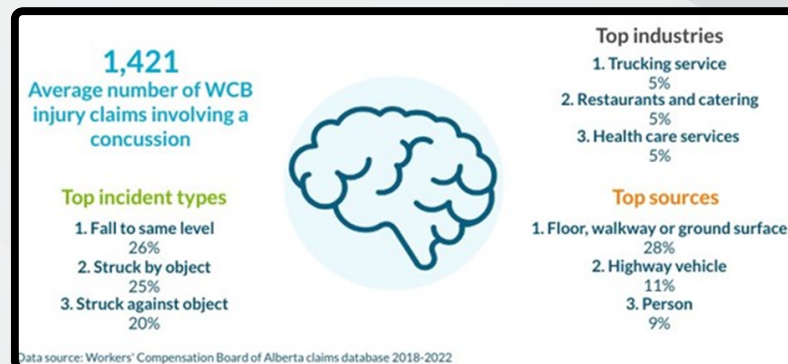 1,421
Average number of WCB
injury claims involving a
concussion
Top incident types
1. Fall to same level
26%
2. Struck by object
25%
3. Struck against object
20%
Top industries
1. Trucking service
5%
2. Restaurants and catering
5%
3. Health care services
5%
Top sources
1. Floor, walkway or ground surface
28%
2. Highway vehicle
11%
3. Person
9%
Data source: Workers' Compensation Board of Alberta claims database 2018-2022